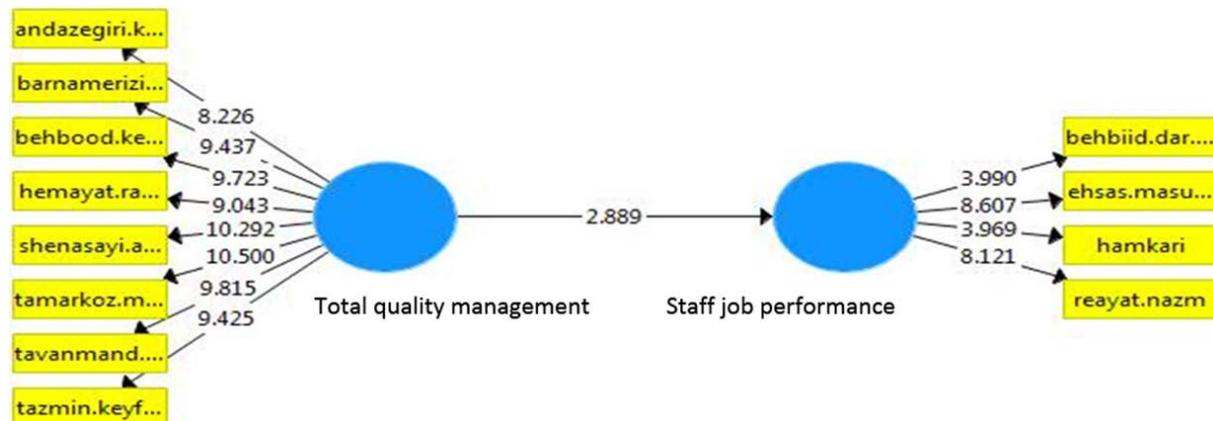 andazegiri.k...
barnamerizi...
behbood.ke...
hemayat.ra...
shenasayi.a...
tamarkoz.m...
tavanmand....
tazmin.keyf...
8.226
9.437
9.723
9.043
10.292
10.500
9.815
9.425
Total quality management
2.889
Staff job performance
3.990
8.607
3.969
8.121
behbiid.dar....
ehsas.masu...
hamkari
reayat.nazm